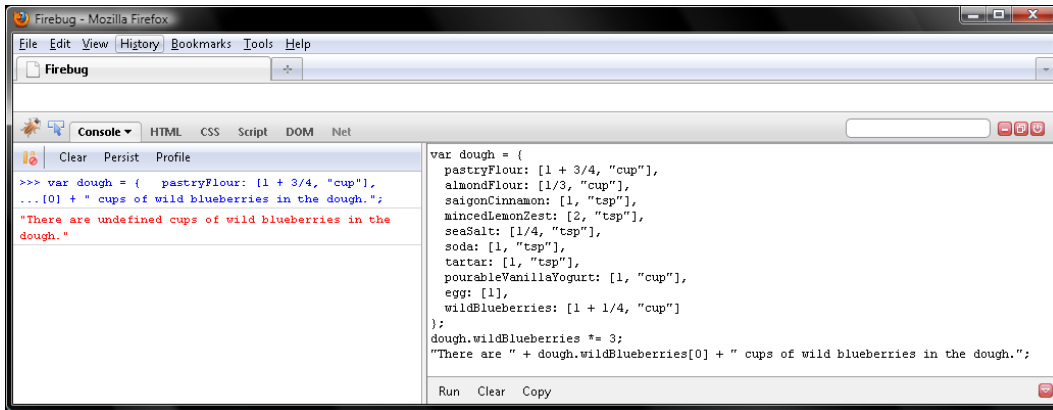 Firebug - Mozilla Firefox
File Edit View History Bookmarks Tools Help
Firebug
Console HTML CSS Script DOM Net
Clear Persist Profile
>>> var dough = {   pastryFlour: [1 + 3/4, "cup"],
...[0] + " cups of wild blueberries in the dough.";
"There are undefined cups of wild blueberries in the
dough."
var dough = {
  pastryFlour: [1 + 3/4, "cup"],
  almondFlour: [1/3, "cup"],
  saigonCinnamon: [1, "tsp"],
  mincedLemonZest: [2, "tsp"],
  seaSalt: [1/4, "tsp"],
  soda: [1, "tsp"],
  tartar: [1, "tsp"],
  pourableVanillaYogurt: [1, "cup"],
  egg: [1],
  wildBlueberries: [1 + 1/4, "cup"]
};
dough.wildBlueberries *= 3;
"There are " + dough.wildBlueberries[0] + " cups of wild blueberries in the dough.";
Run Clear Copy